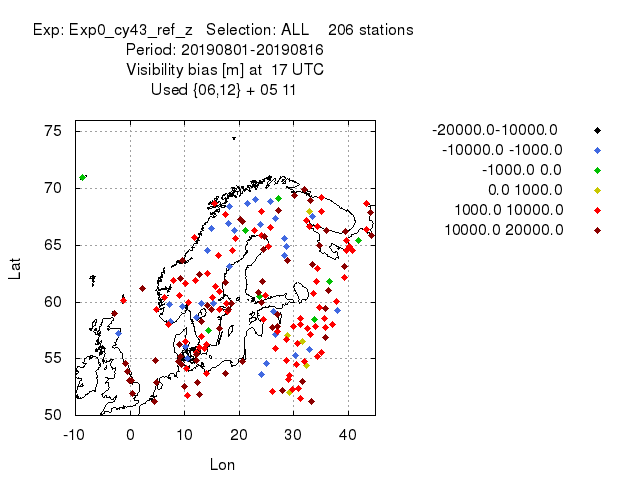 Exp: Exp0_cy43_ref_z Selection: ALL 206 stations
Period: 20190801-20190816
Visibility bias [m] at 17 UTC
Used {06,12} + 05 11
-20000.0-10000.0
-10000.0 -1000.0
-1000.0 0.0
0.0 1000.0
1000.0 10000.0
10000.0 20000.0
75
70
65
60
55
50
Lat
-10 0 10 20 30 40
Lon